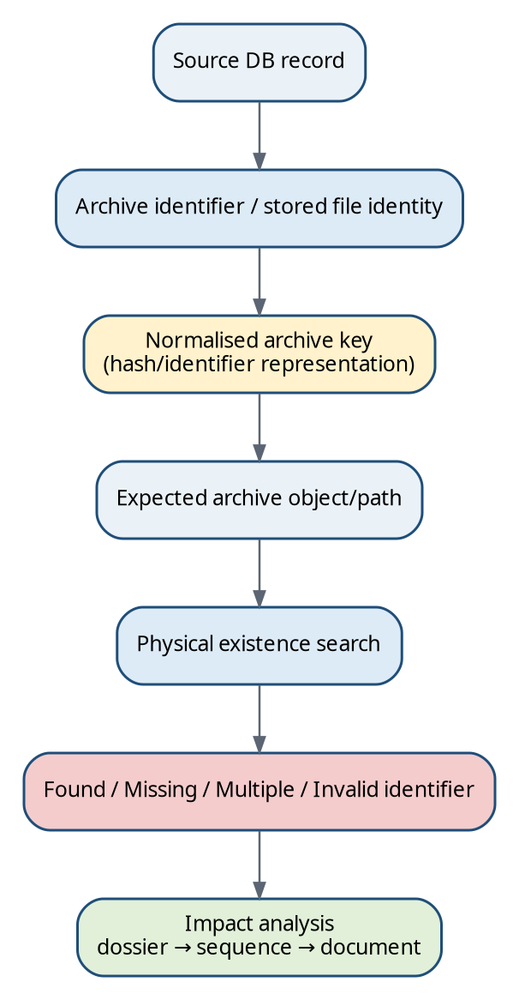 Source DB record
Archive identifier / stored file identity
Normalised archive key
(hash/identifier representation)
Expected archive object/path
Physical existence search
Found / Missing / Multiple / Invalid identifier
Impact analysis
dossier → sequence → document